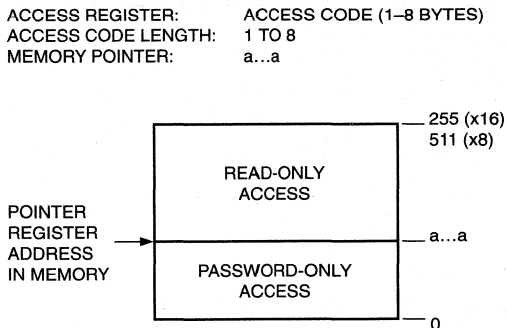 ACCESS REGISTER: ACCESS CODE (1–8 BYTES)
ACCESS CODE LENGTH: 1 TO 8
MEMORY POINTER: a...a
255 (x16)
511 (x8)
READ-ONLY
ACCESS
POINTER
REGISTER
ADDRESS
IN MEMORY
a...a
PASSWORD-ONLY
ACCESS
0